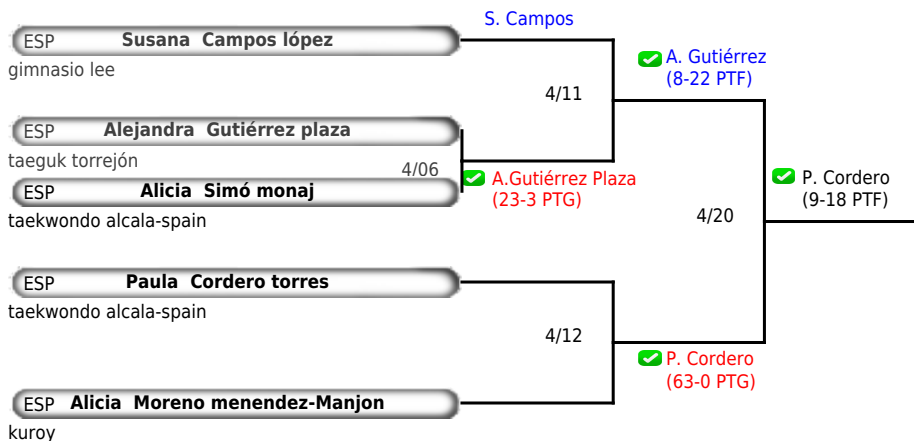 S. Campos
ESP Susana Campos lópez
gimnasio lee
A. Gutiérrez
(8-22 PTF)
4/11
ESP Alejandra Gutiérrez plaza
taeguk torrejón
4/06
A.Gutiérrez Plaza
(23-3 PTG)
ESP Alicia Simó monaj
taekwondo alcala-spain
P. Cordero
(9-18 PTF)
4/20
ESP Paula Cordero torres
taekwondo alcala-spain
4/12
P. Cordero
(63-0 PTG)
ESP Alicia Moreno menendez-Manjon
kuroy